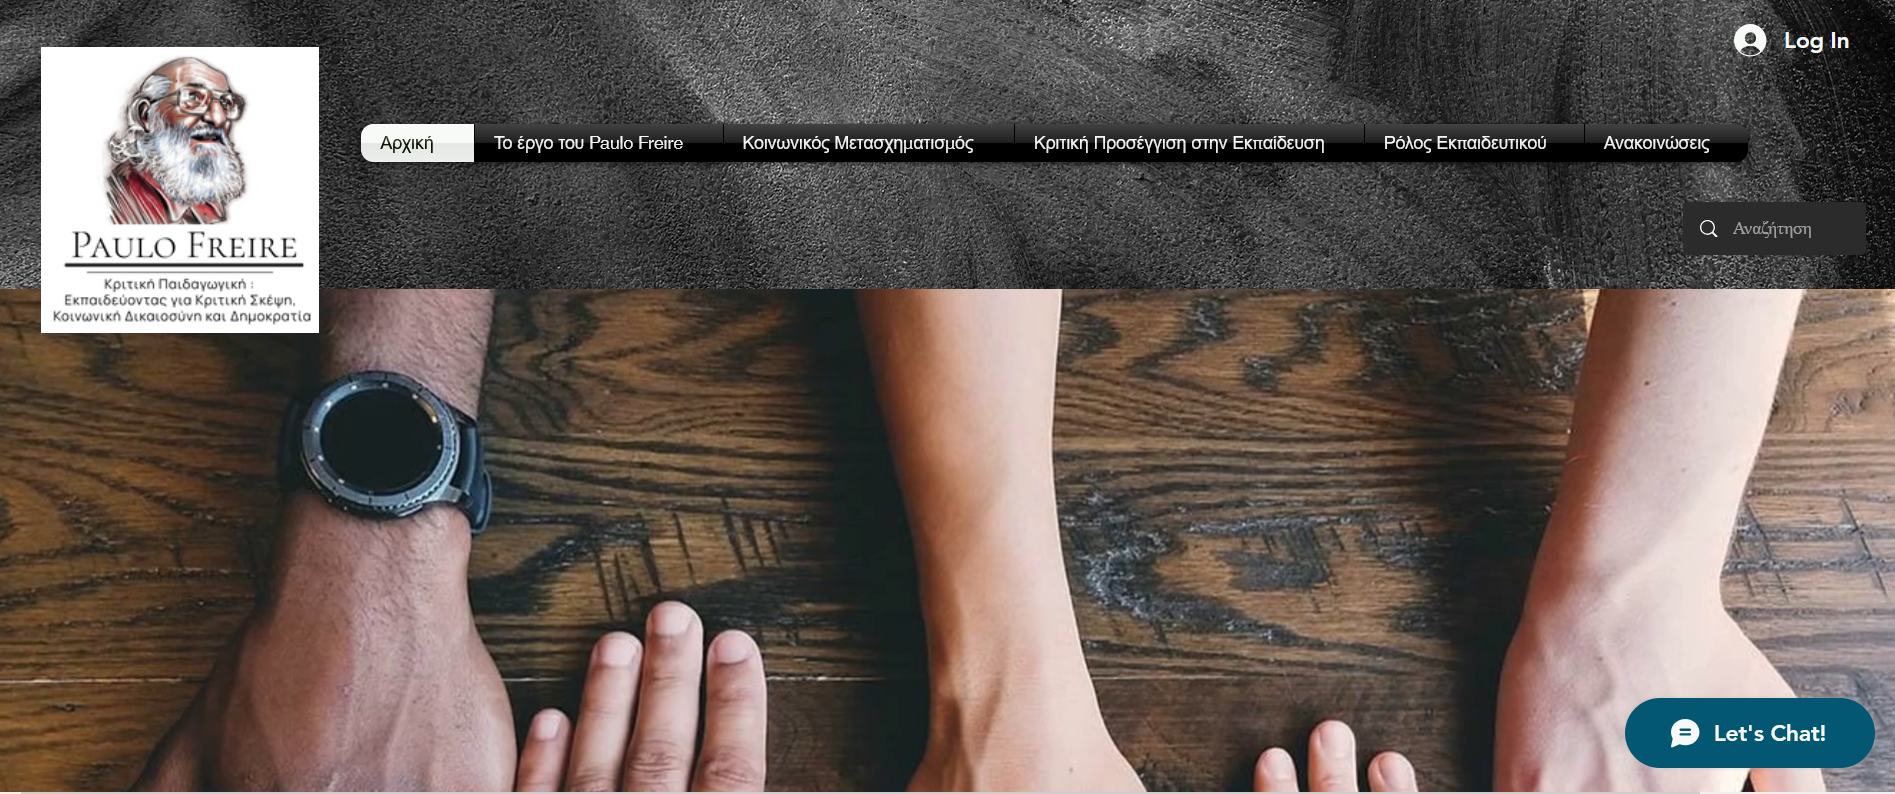 Log In
Αρχική
Το έργο του Paulo Freire
Κοινωνικός Μετασχηματισμός
Κριτική Προσέγγιση στην Εκπαίδευση
Ρόλος Εκπαιδευτικού
Ανακοινώσεις
Αναζήτηση
PAULO FREIRE
Κριτική Παιδαγωγική :
Εκπαιδεύοντας για Κριτική Σκέψη,
Κοινωνική Δικαιοσύνη και Δημοκρατία
Let's Chat!